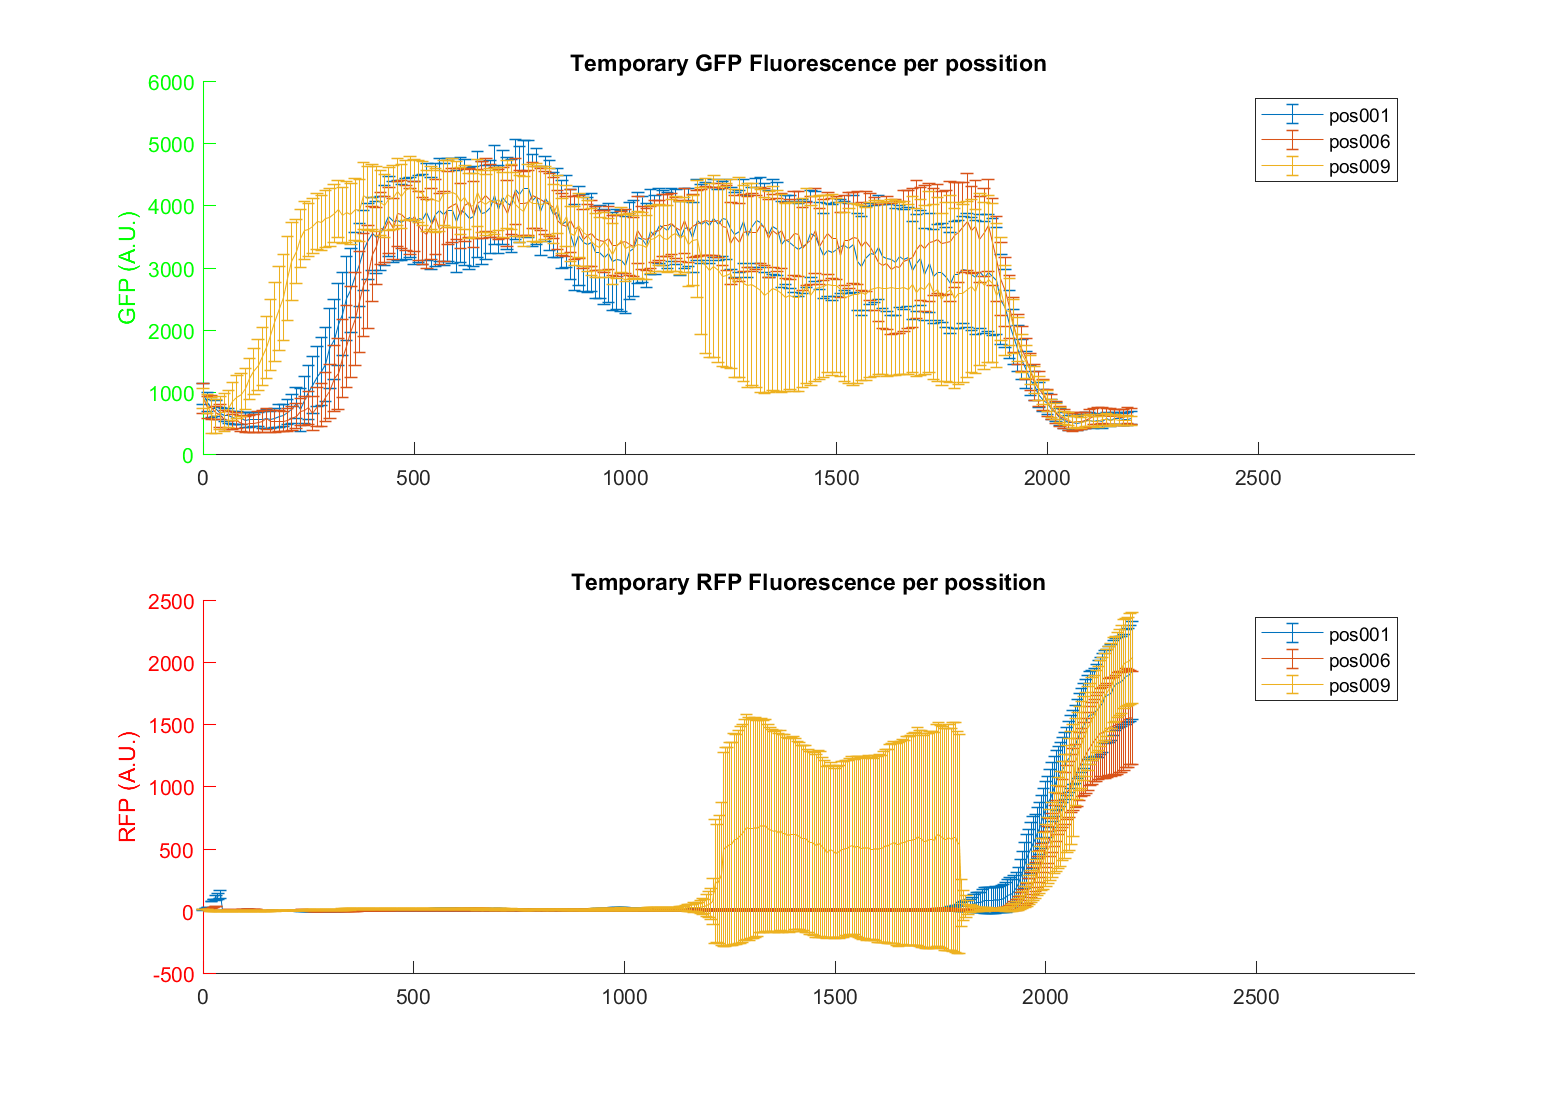 Temporary GFP Fluorescence per possition
GFP (A.U.)
6000
5000
4000
3000
2000
1000
0
0 500 1000 1500 2000 2500
pos001
pos006
pos009
Temporary RFP Fluorescence per possition
RFP (A.U.)
2500
2000
1500
1000
500
0
-500
0 500 1000 1500 2000 2500
pos001
pos006
pos009